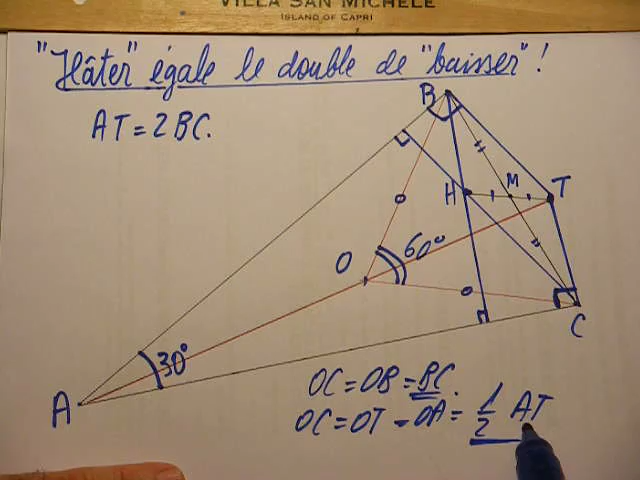 VILLA SAN MICHELE
ISLAND OF CAPRI
"Hâter" égale le double de "baisser" !
AT = 2BC.
B
H
M
T
O
60°
C
30°
A
OC = OB = BC.
OC = OT = OA = 1/2 AT